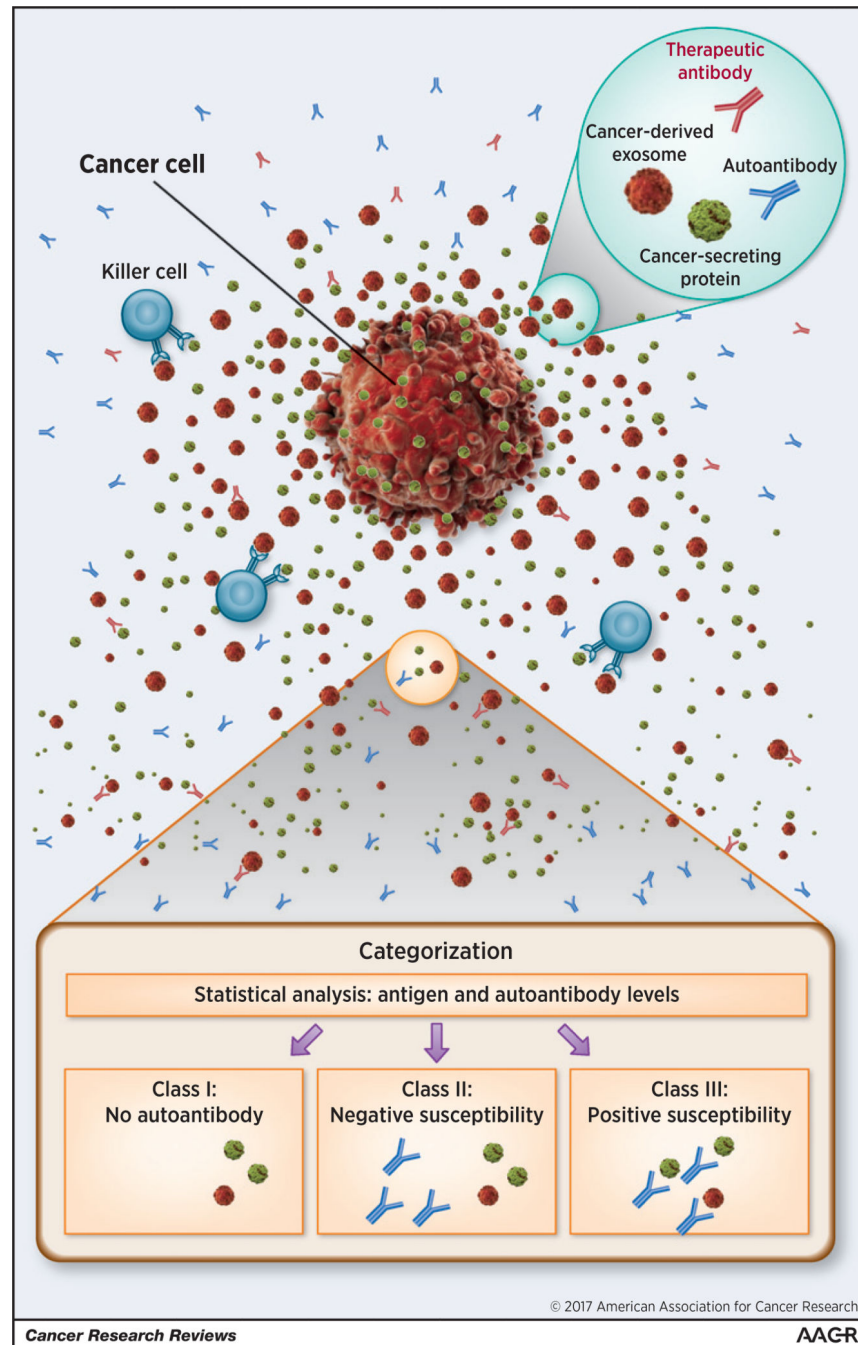 Therapeutic
antibody
Cancer-derived
exosome
Autoantibody
Cancer-secreting
protein
Cancer cell
Killer cell
Categorization
Statistical analysis: antigen and autoantibody levels
Class I:
No autoantibody
Class II:
Negative susceptibility
Class III:
Positive susceptibility
© 2017 American Association for Cancer Research
Cancer Research Reviews
AACR